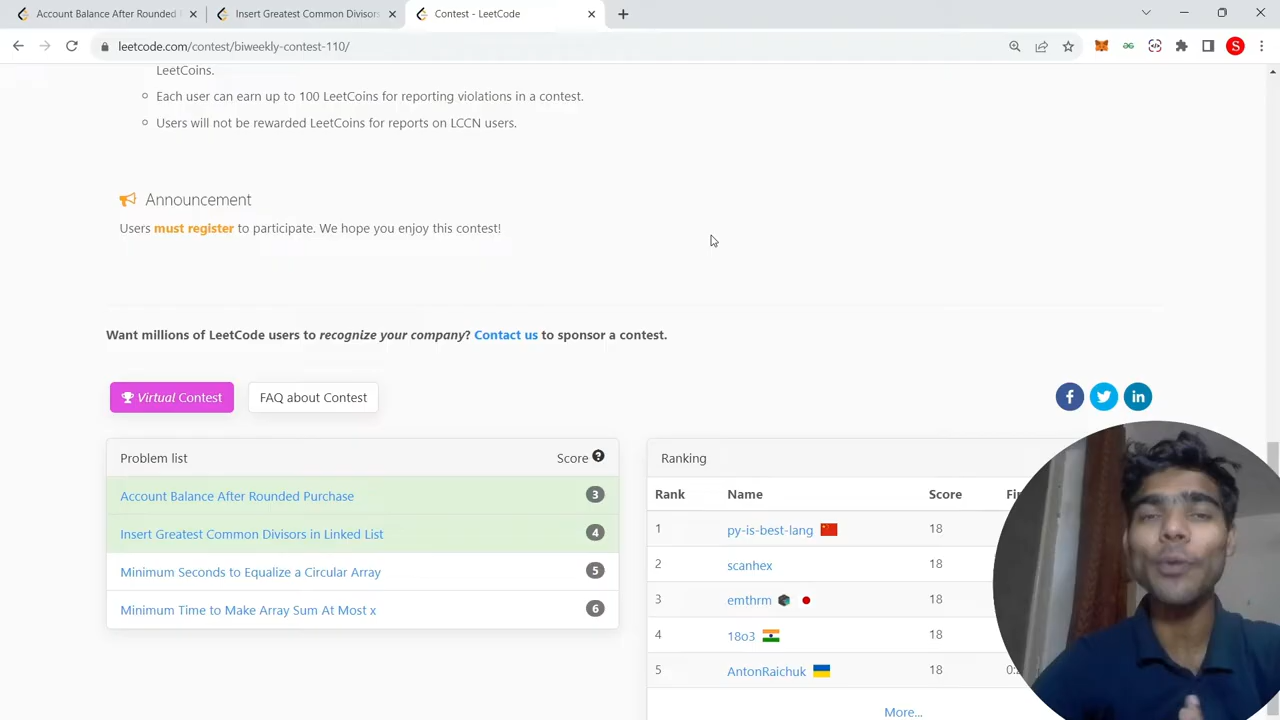 Account Balance After Rounded
Insert Greatest Common Divisors
Contest - LeetCode
leetcode.com/contest/biweekly-contest-110/
S
LeetCoins.
Each user can earn up to 100 LeetCoins for reporting violations in a contest.
Users will not be rewarded LeetCoins for reports on LCCN users.
Announcement
Users must register to participate. We hope you enjoy this contest!
Want millions of LeetCode users to recognize your company? Contact us to sponsor a contest.
Virtual Contest
FAQ about Contest
f
in
Problem list Score ?
Account Balance After Rounded Purchase 3
Insert Greatest Common Divisors in Linked List 4
Minimum Seconds to Equalize a Circular Array 5
Minimum Time to Make Array Sum At Most x 6
Ranking
Rank Name Score
1 py-is-best-lang 18
2 scanhex 18
3 emthrm 18
4 18o3 18
5 AntonRaichuk 18
More...